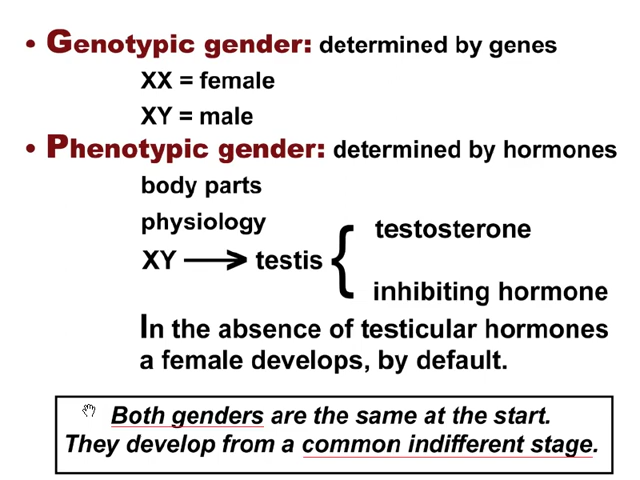 • Genotypic gender: determined by genes
XX = female
XY = male
• Phenotypic gender: determined by hormones
body parts
physiology
testosterone
XY → testis {
inhibiting hormone
In the absence of testicular hormones
a female develops, by default.
Both genders are the same at the start.
They develop from a common indifferent stage.